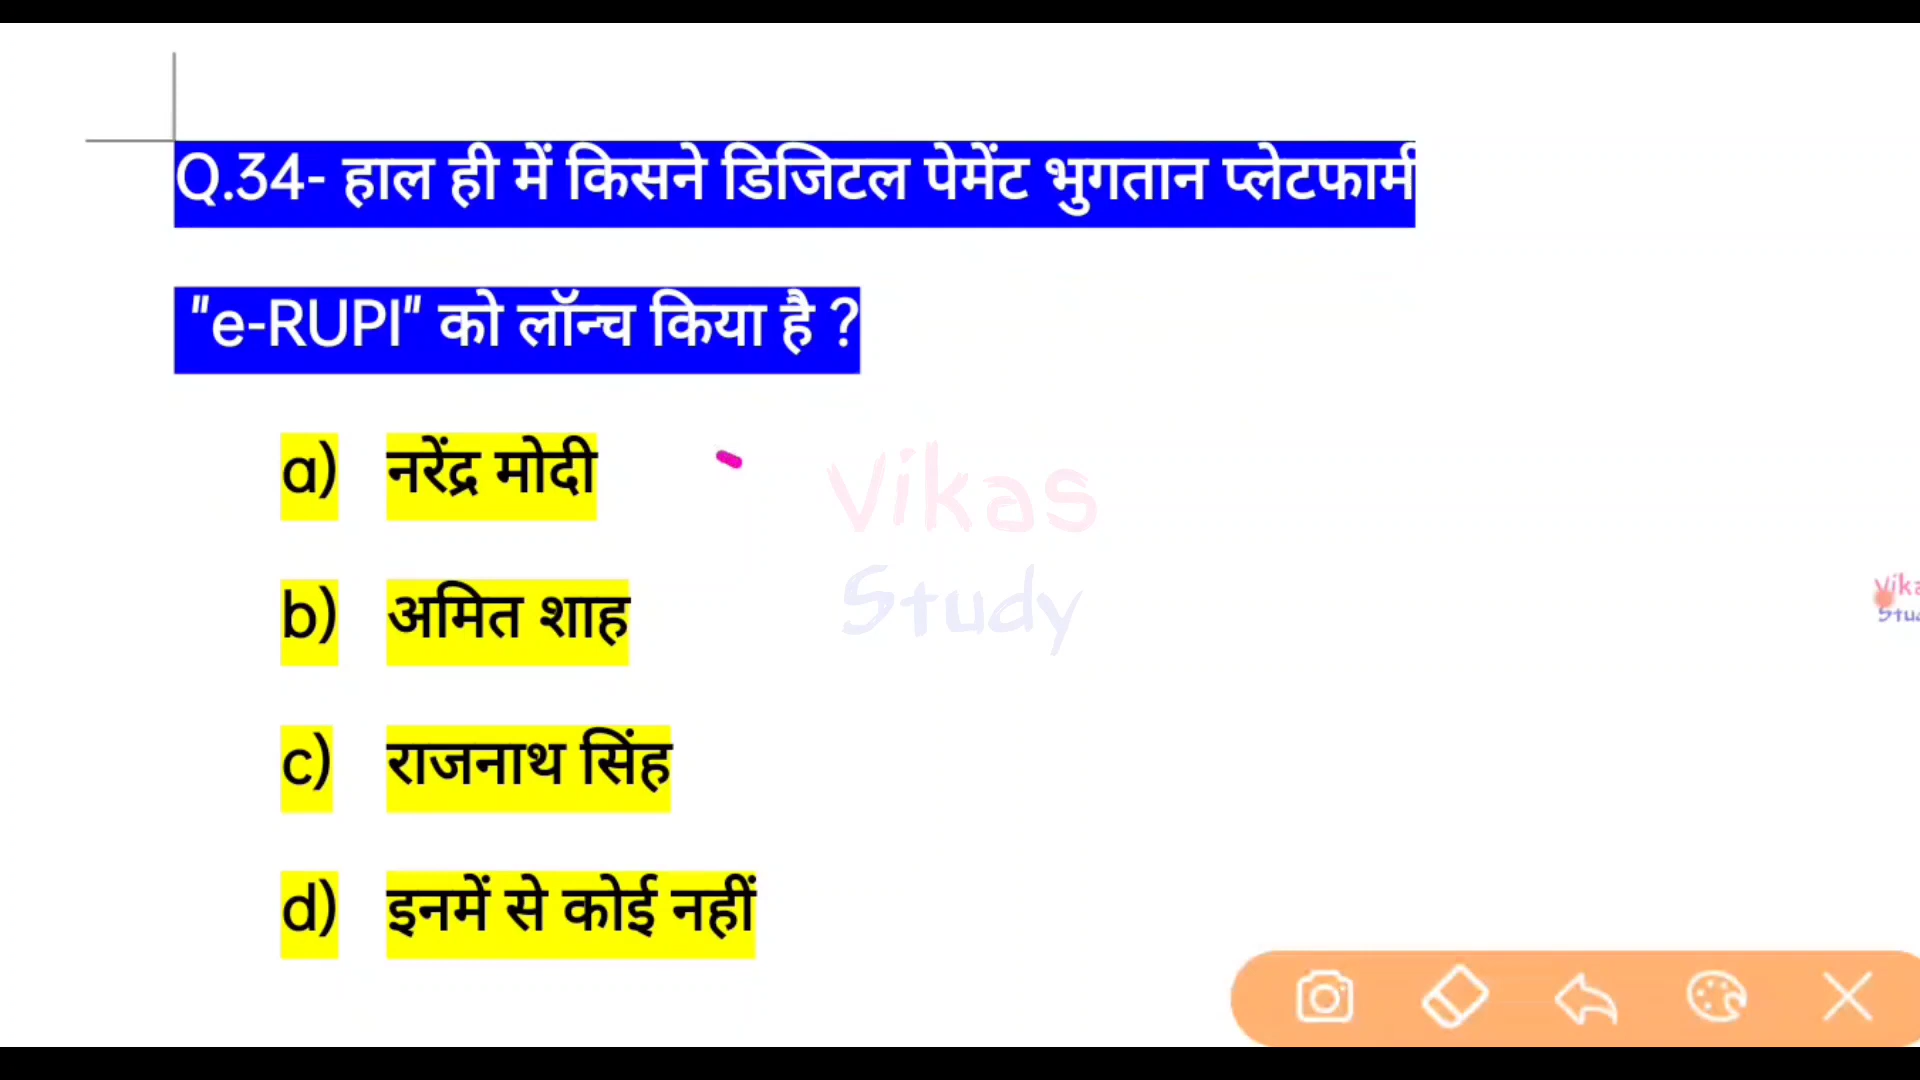 Q.34- हाल ही में किसने डिजिटल पेमेंट भुगतान प्लेटफार्म
"e-RUPI" को लॉन्च किया है ?
a) नरेंद्र मोदी
b) अमित शाह
c) राजनाथ सिंह
d) इनमें से कोई नहीं
Vikas
Study